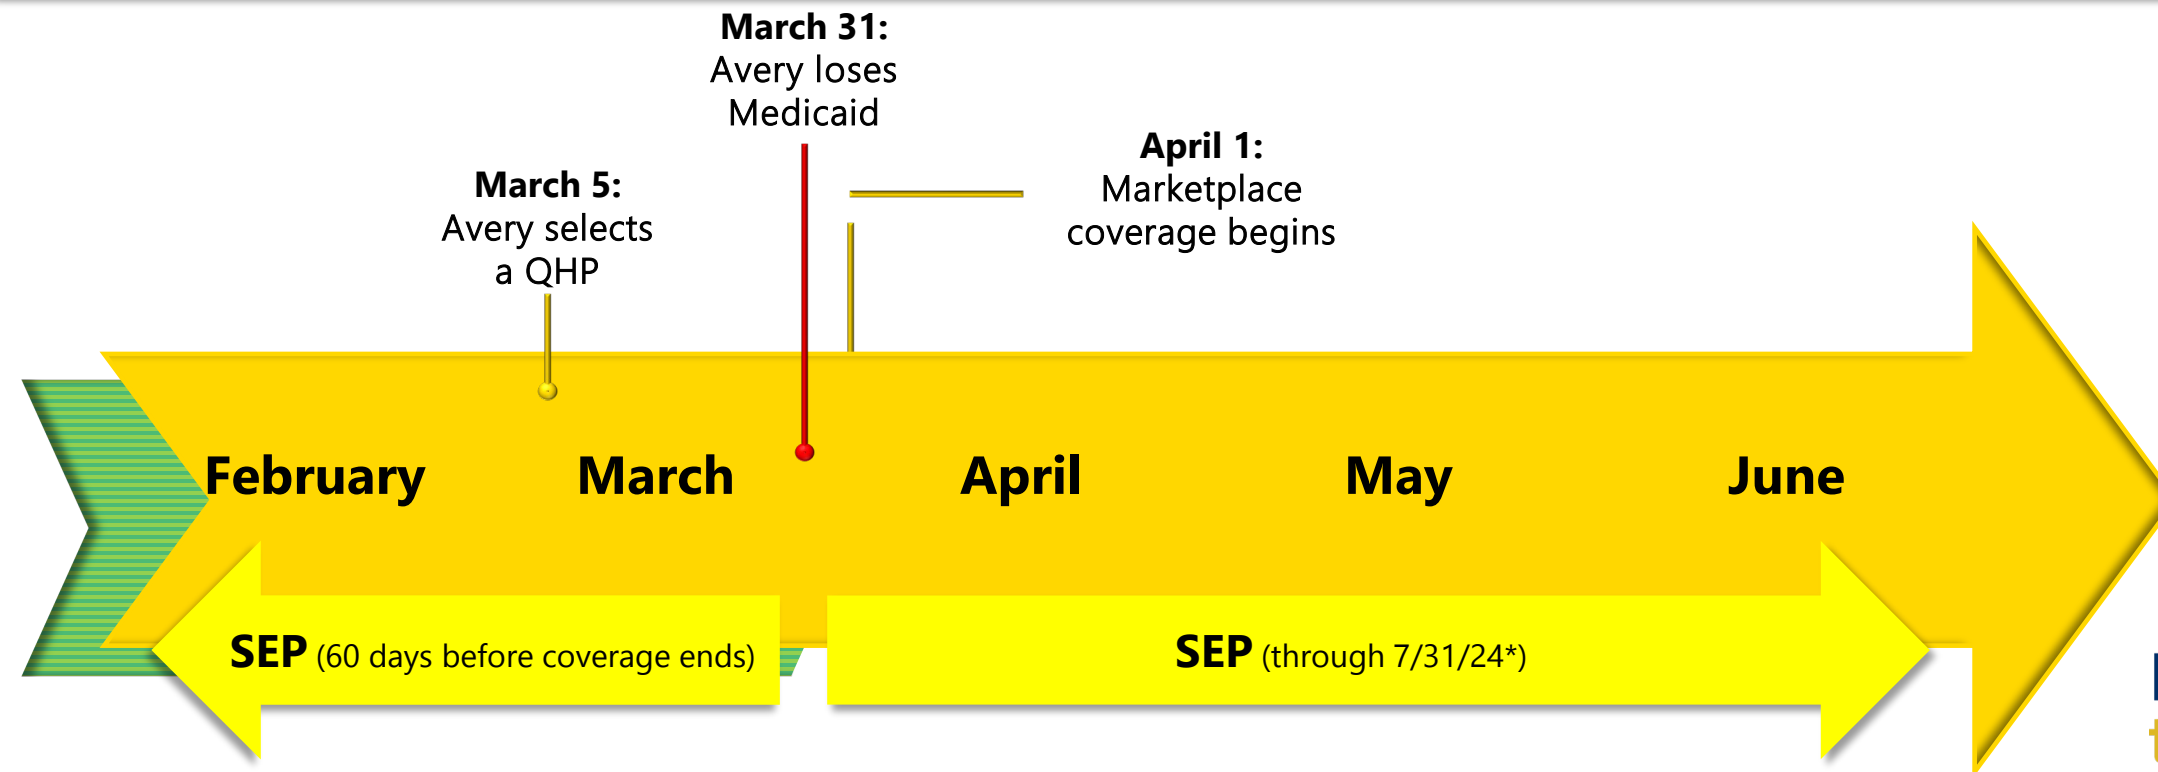 March 31:
Avery loses
Medicaid
March 5:
Avery selects
a QHP
April 1:
Marketplace
coverage begins
February March April May June
SEP (60 days before coverage ends)
SEP (through 7/31/24*)